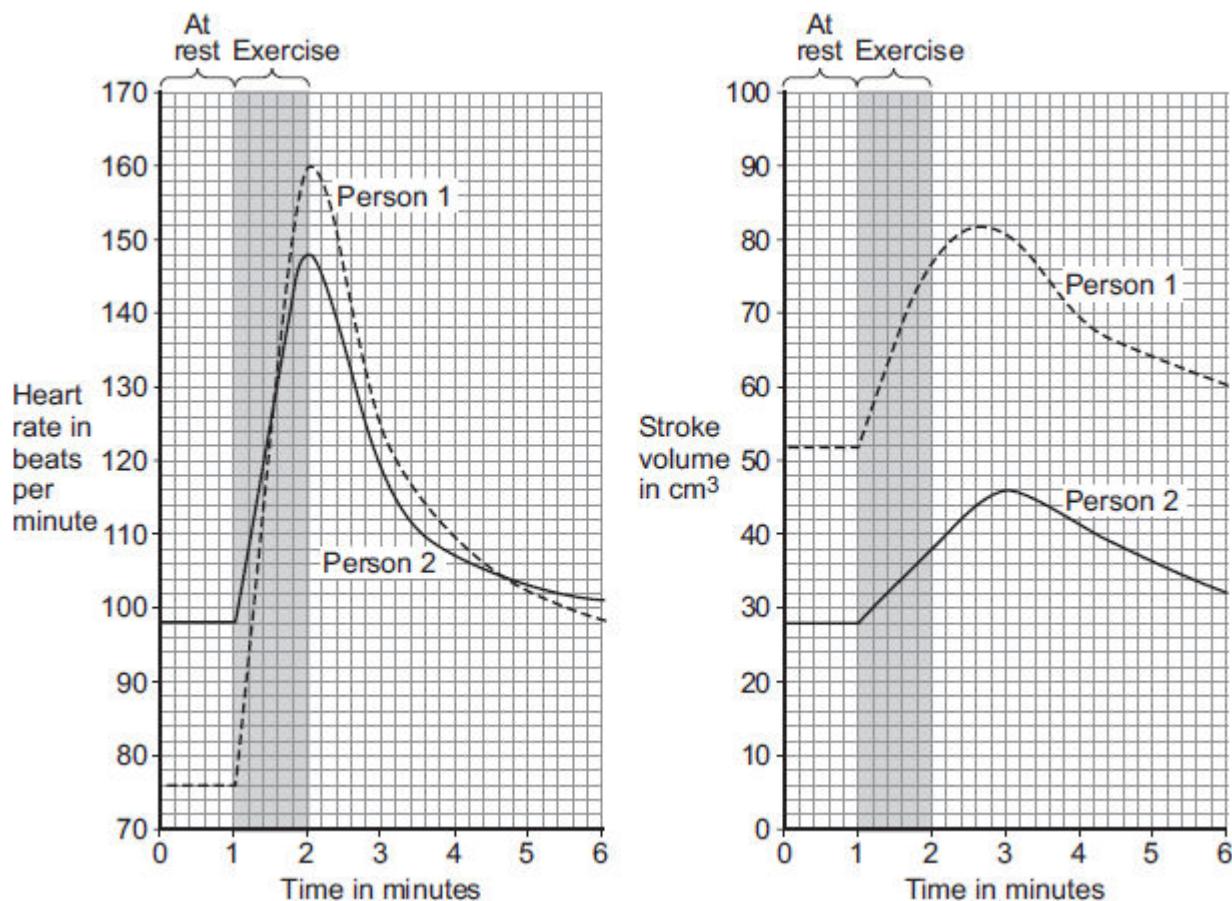 At
rest Exercise
170
160
150
140
130
120
110
100
90
80
70
Heart
rate in
beats
per
minute
Person 1
Person 2
0 1 2 3 4 5 6
Time in minutes
At
rest Exercise
100
90
80
70
60
50
40
30
20
10
0
Stroke
volume
in cm³
Person 1
Person 2
0 1 2 3 4 5 6
Time in minutes